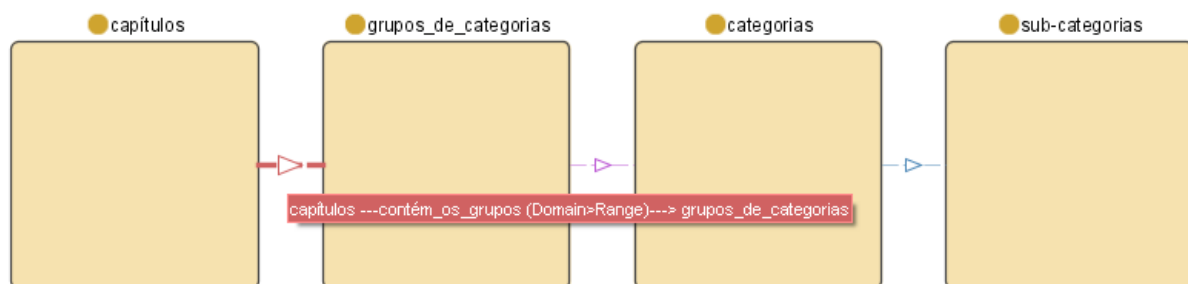 capítulos
grupos_de_categorias
categorias
sub-categorias
capítulos ---contém_os_grupos (Domain>Range)---> grupos_de_categorias